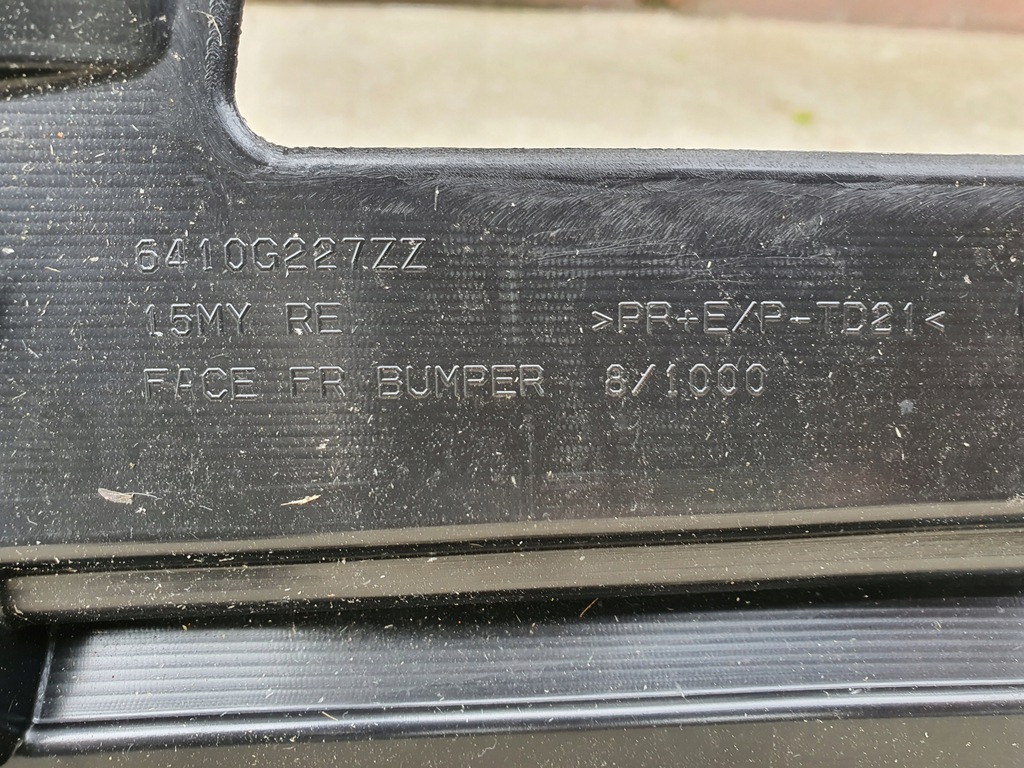 6410G227ZZ
15MY RE >PR+E/P-TD21<
FACE FR BUMPER 8/1000